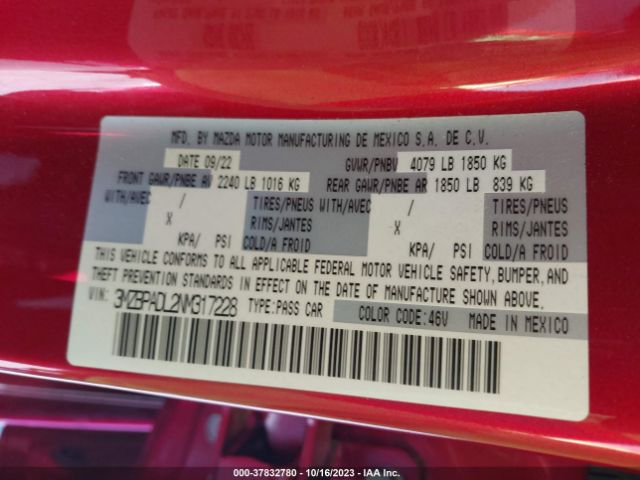 MFD. BY MAZDA MOTOR MANUFACTURING DE MEXICO S.A. DE C.V.
DATE 09/22 GVWR/PNBV 4079 LB 1850 KG
FRONT GAWR/PNBE AV 2240 LB 1016 KG REAR GAWR/PNBE AR 1850 LB 839 KG
WITH/AVEC / TIRES/PNEUS WITH/AVEC / TIRES/PNEUS
X RIMS/JANTES X RIMS/JANTES
KPA/ PSI COLD/A FROID KPA/ PSI COLD/A FROID
THIS VEHICLE CONFORMS TO ALL APPLICABLE FEDERAL MOTOR VEHICLE SAFETY, BUMPER, AND
THEFT PREVENTION STANDARDS IN EFFECT ON THE DATE OF MANUFACTURE SHOWN ABOVE.
VIN: 3MZBPADL2NM317228 TYPE: PASS CAR
COLOR CODE: 46V MADE IN MEXICO
000-37832780 - 10/16/2023 - IAA Inc.